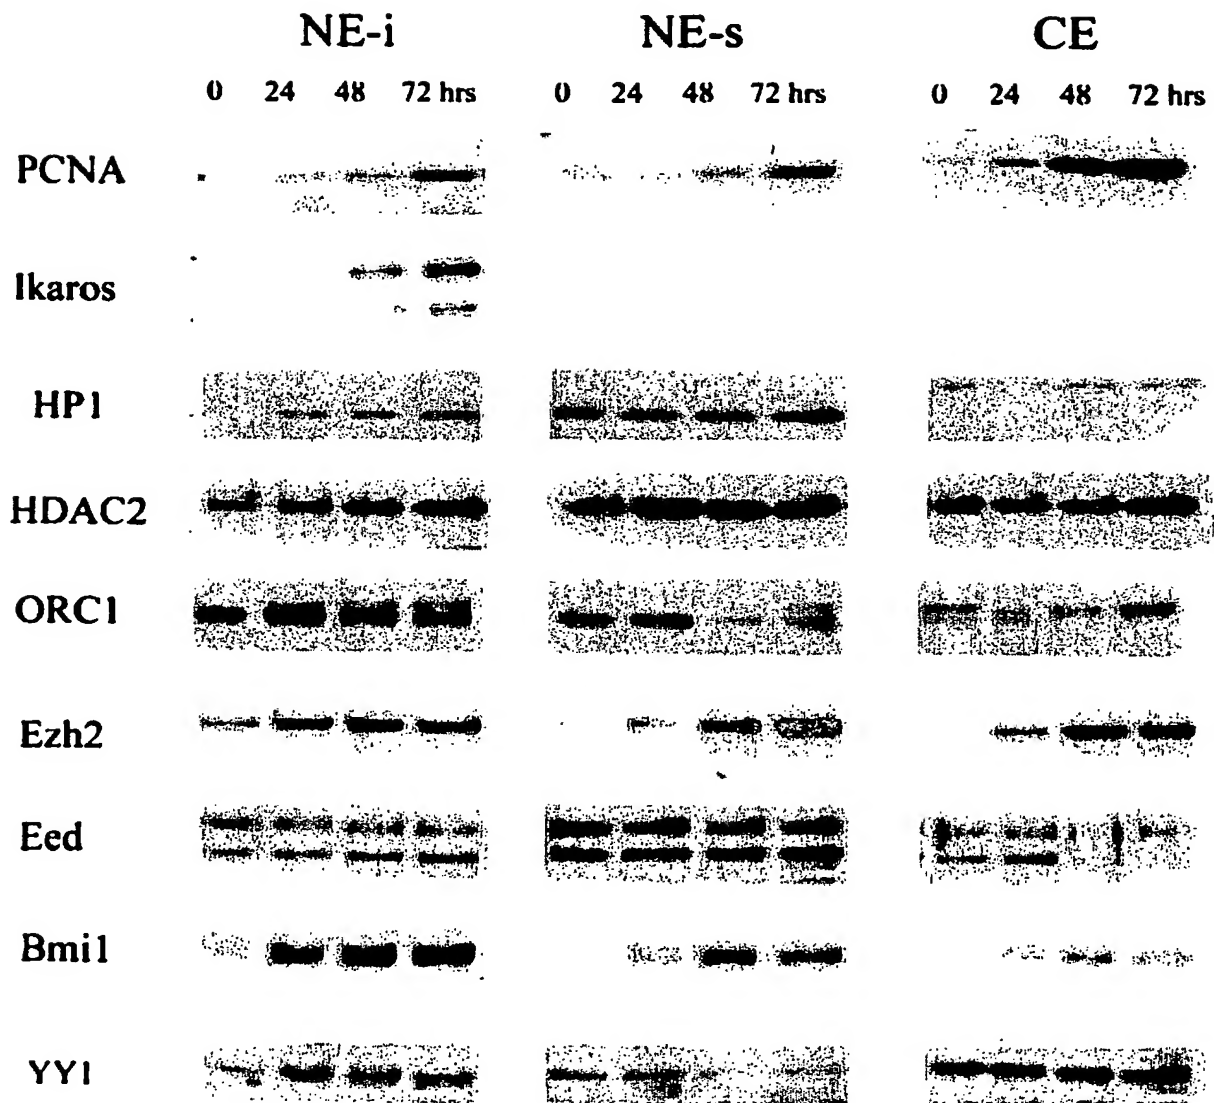 NE-i NE-s CE
0 24 48 72 hrs 0 24 48 72 hrs 0 24 48 72 hrs
PCNA
Ikaros
HP1
HDAC2
ORC1
Ezh2
Eed
Bmi1
YY1